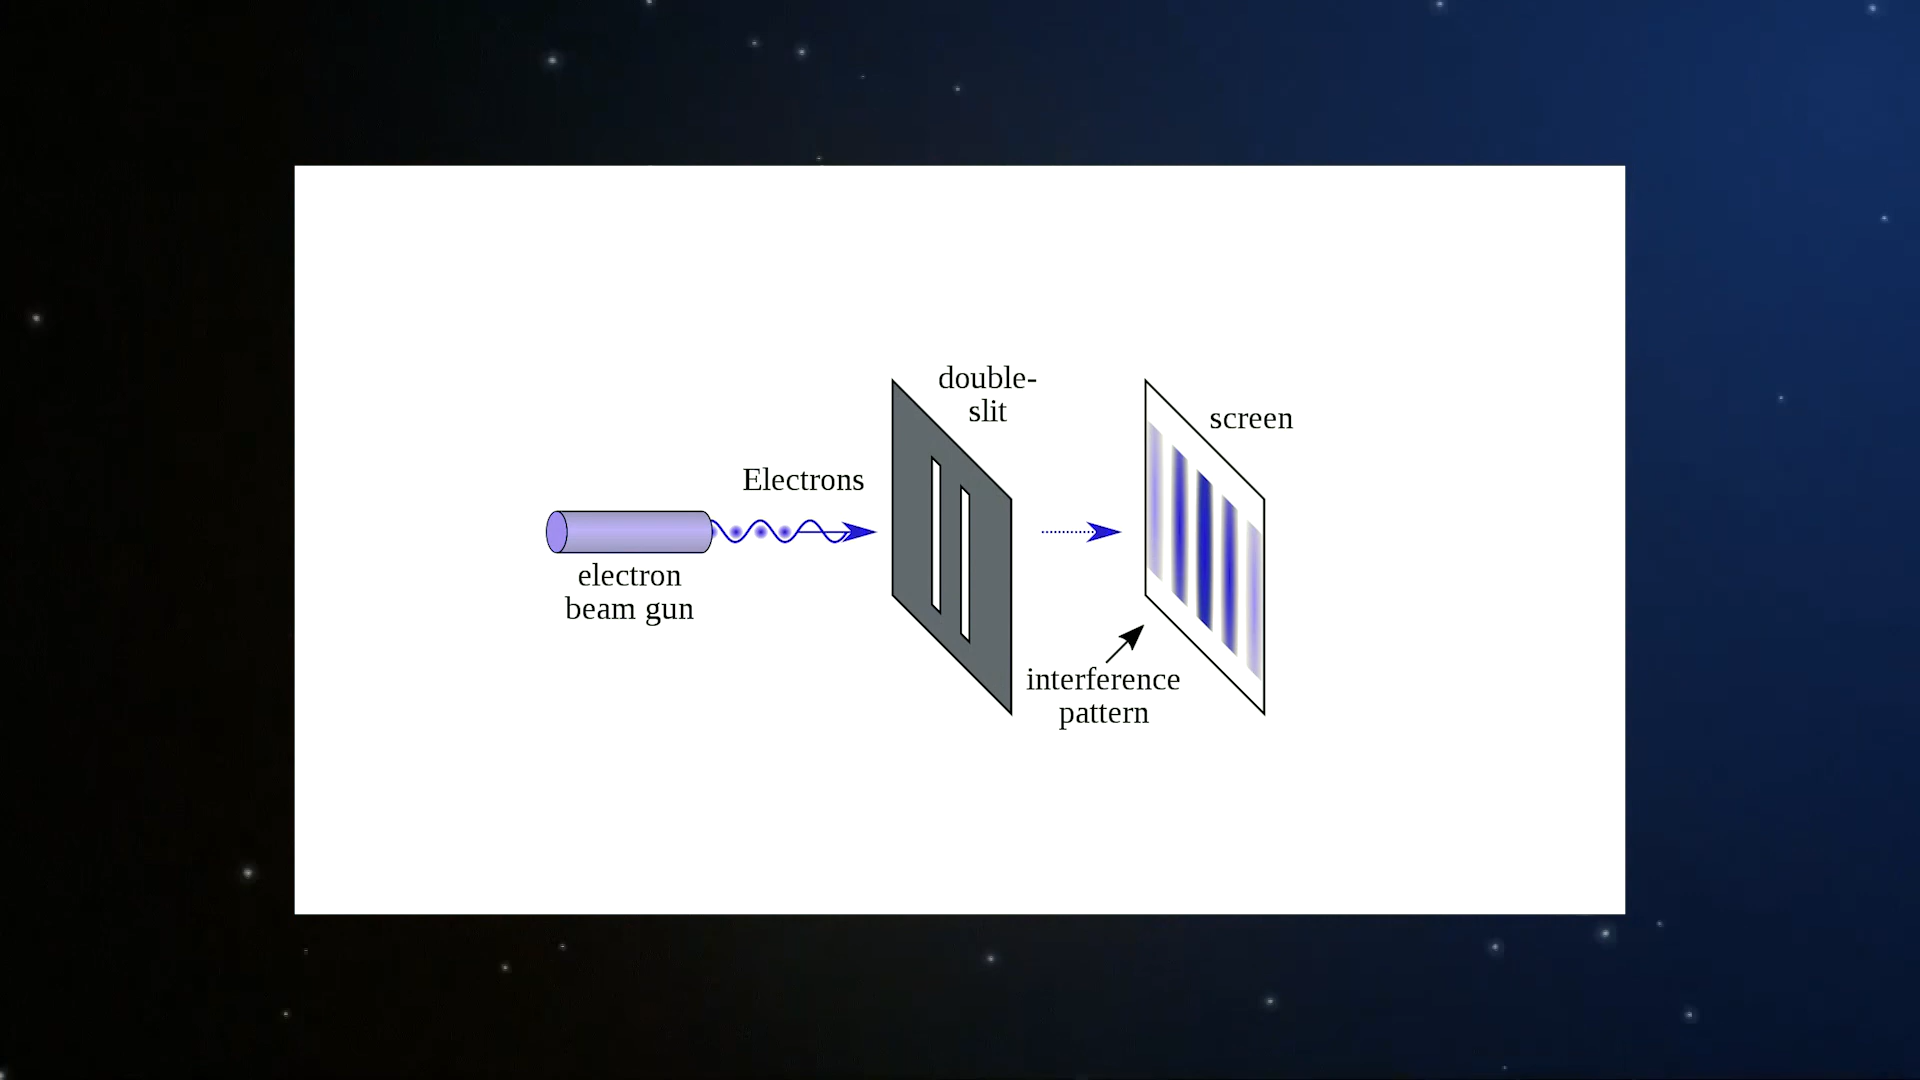 double-
slit
screen
Electrons
electron
beam gun
interference
pattern